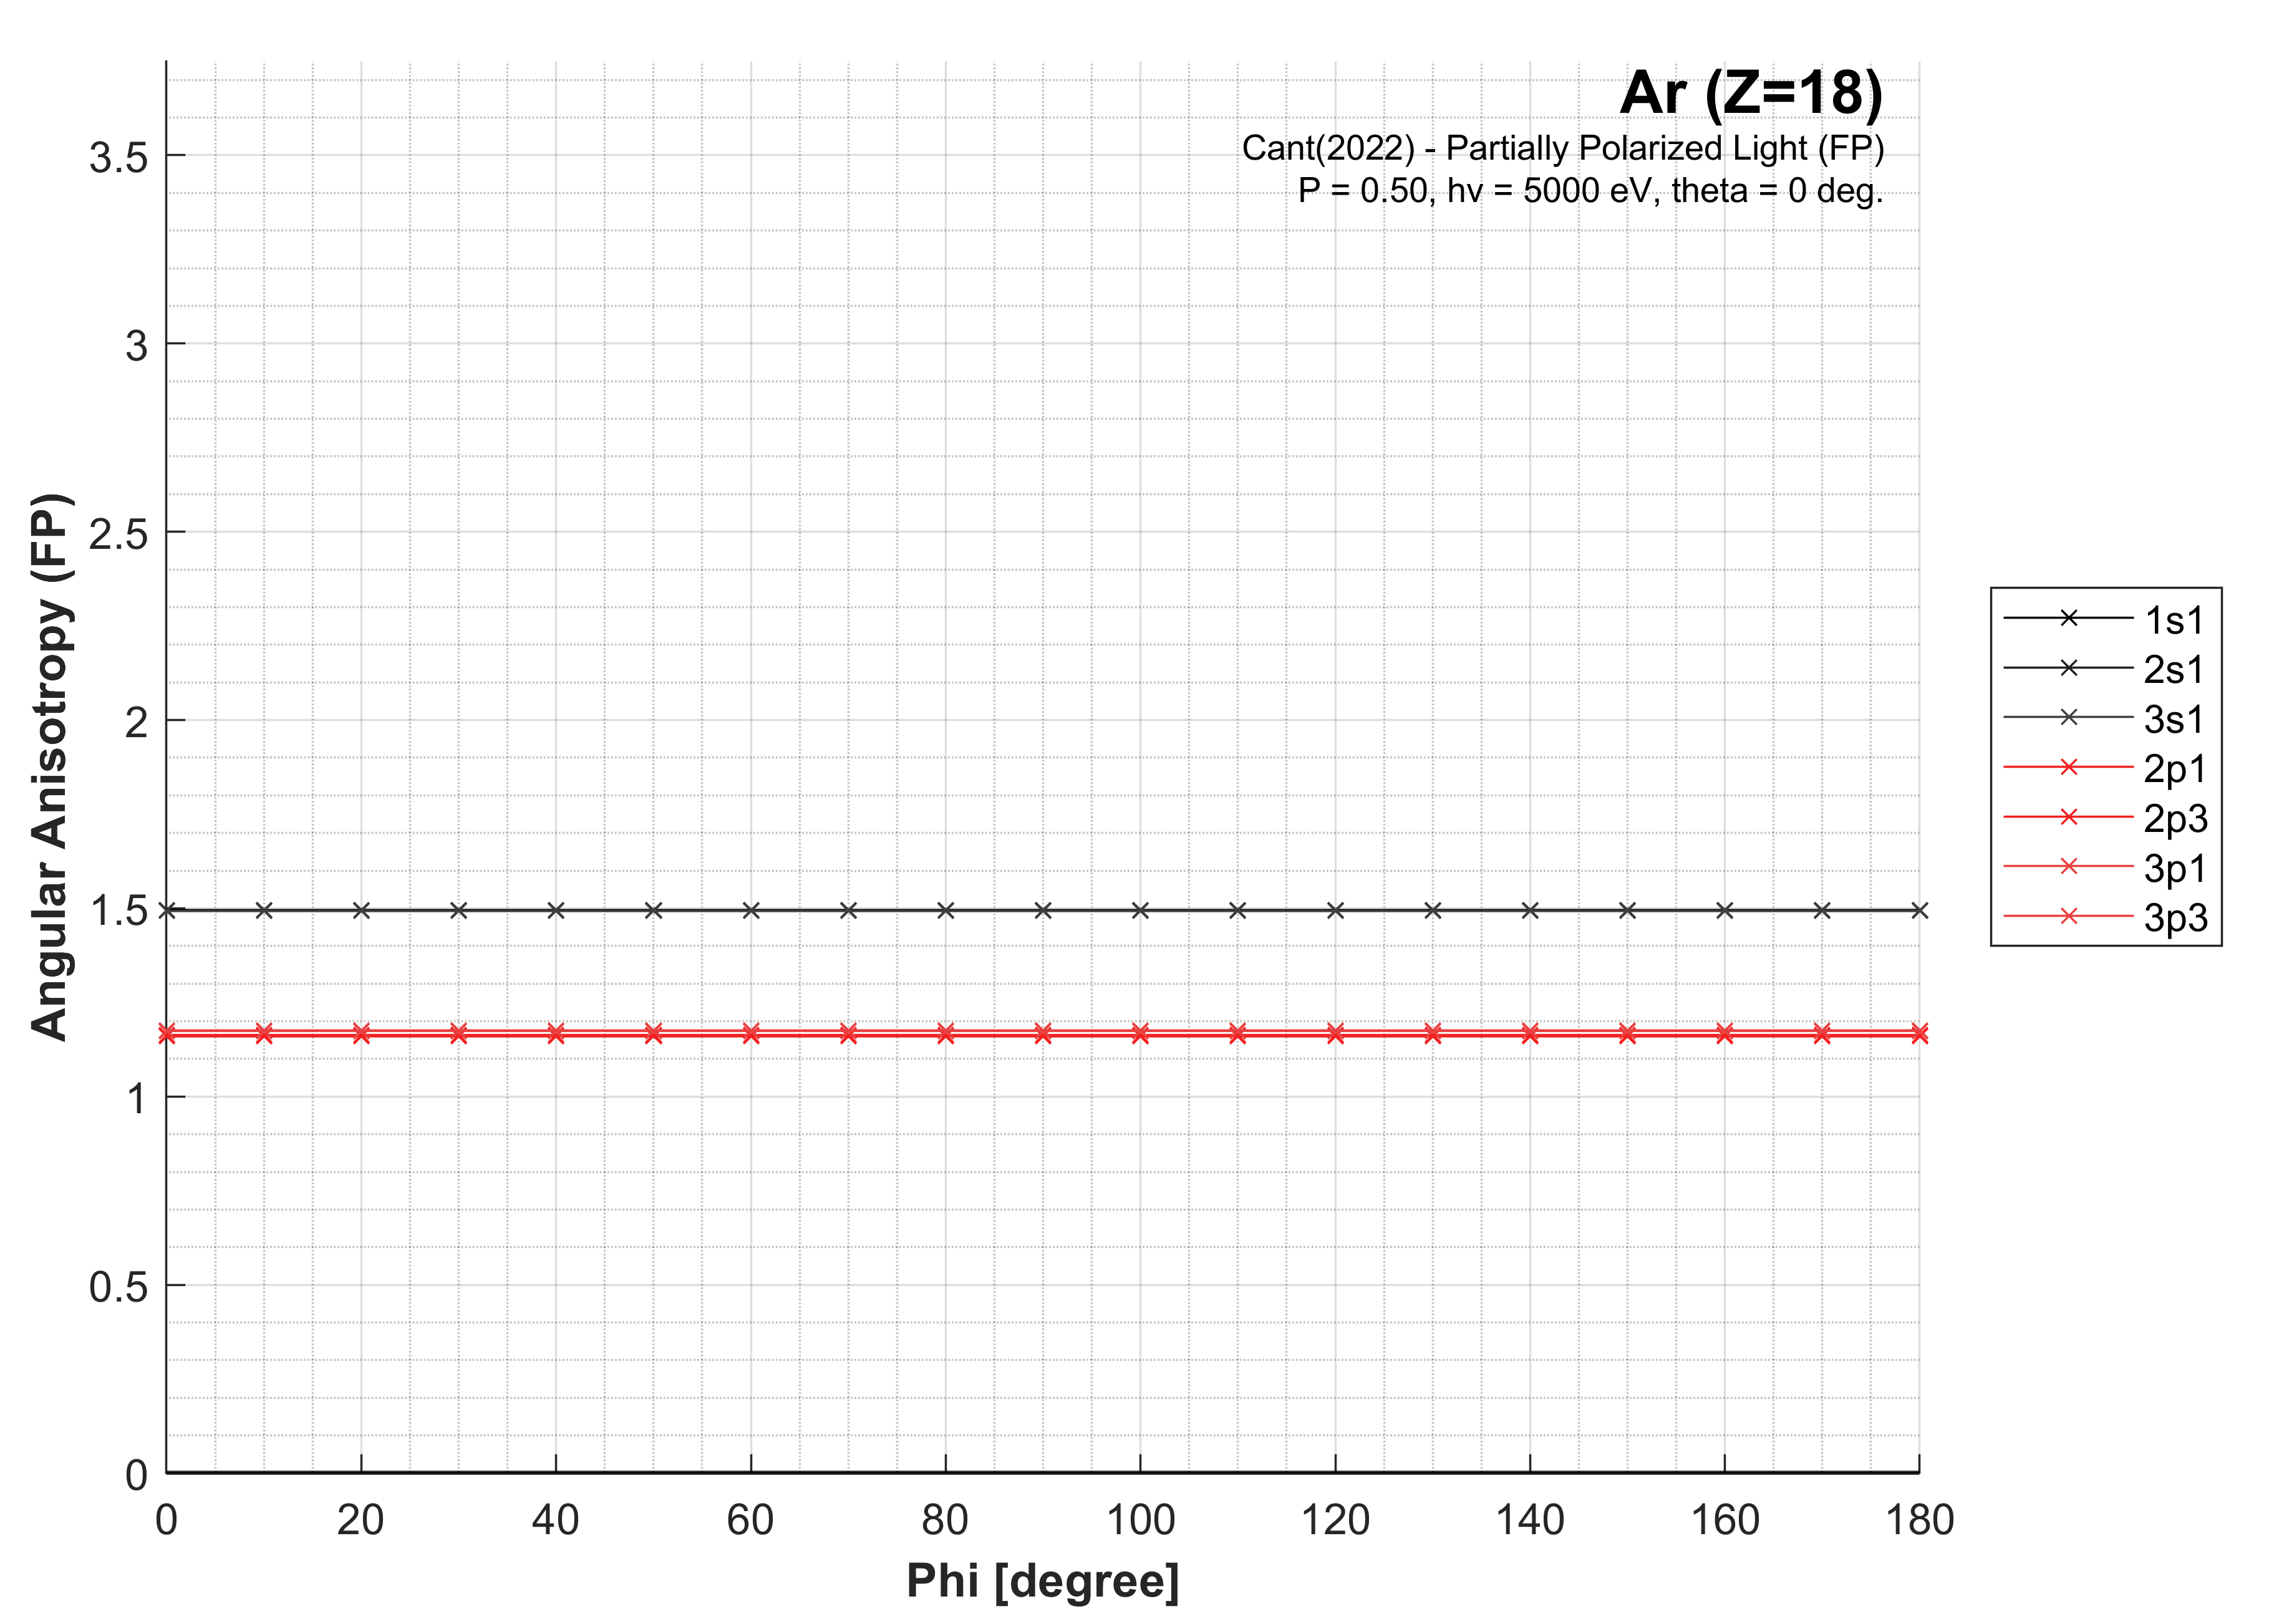 Ar (Z=18)
Cant(2022) - Partially Polarized Light (FP)
P = 0.50, hv = 5000 eV, theta = 0 deg.
Angular Anisotropy (FP)
3.5
3
2.5
2
1.5
1
0.5
0
0 20 40 60 80 100 120 140 160 180
Phi [degree]
1s1
2s1
3s1
2p1
2p3
3p1
3p3